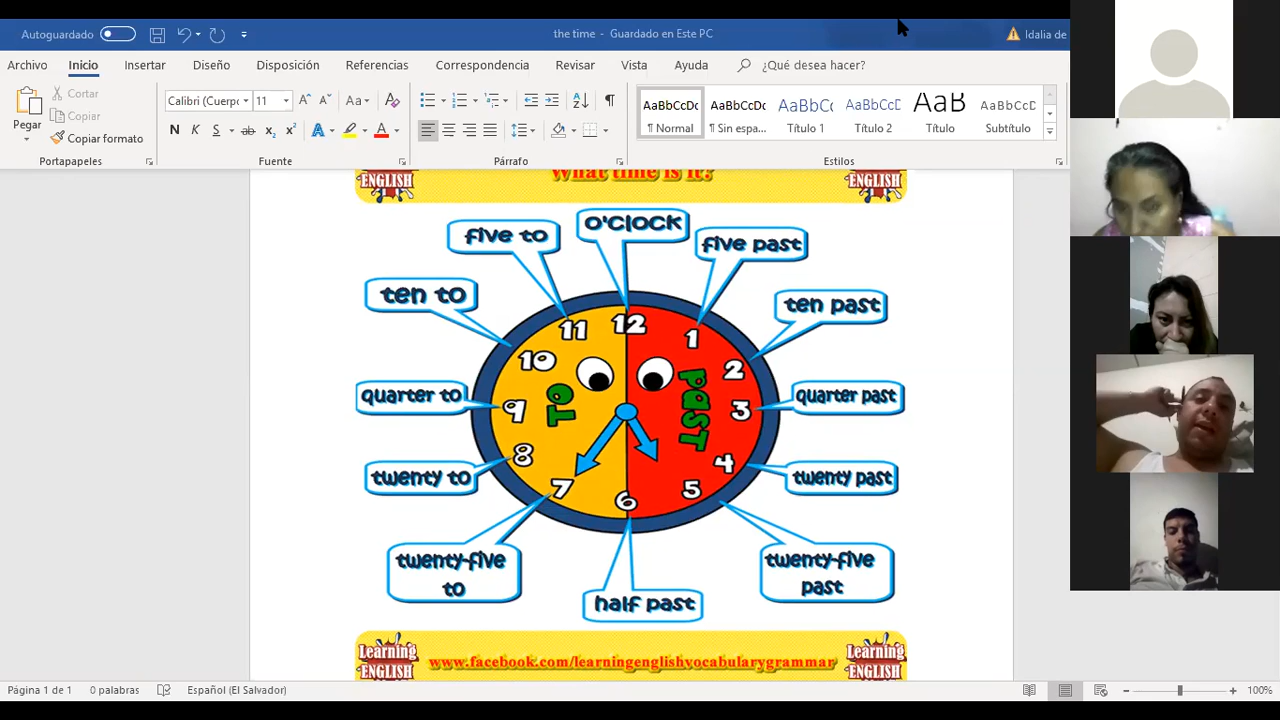 Autoguardado
the time - Guardado en Este PC
Idalia de
Archivo Inicio Insertar Diseño Disposición Referencias Correspondencia Revisar Vista Ayuda ¿Qué desea hacer?
Pegar
Cortar
Copiar
Copiar formato
Calibri (Cuerpo 11
Aa
N K S ab x₂ x² A A
AaBbCcDc AaBbCcDc AaBbCc AaBbCcD AaB AaBbCcD
¶ Normal ¶ Sin espa... Título 1 Título 2 Título Subtítulo
Portapapeles Fuente Párrafo Estilos
ENGLISH What time is it? ENGLISH
o'clock
five to five past
ten to ten past
quarter to quarter past
twenty to twenty past
twenty-five
to
twenty-five
past
half past
12
11 1
10 2
9 3
8 4
7 5
6
TO PAST
Learning
ENGLISH
www.facebook.com/learningenglishvocabularygrammar
Learning
ENGLISH
Página 1 de 1 0 palabras Español (El Salvador) 100%